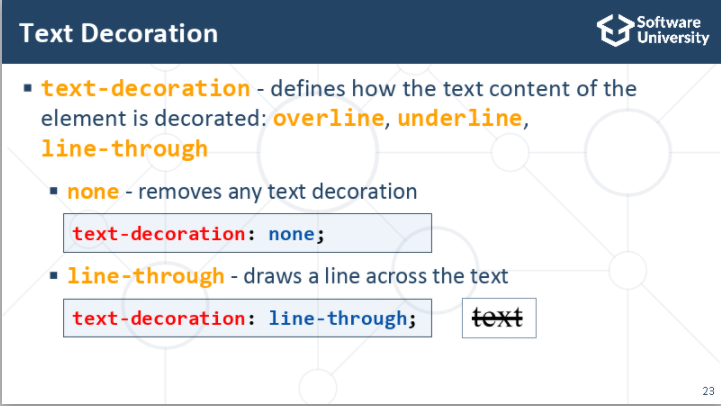 Text Decoration
Software
University
▪ text-decoration - defines how the text content of the
element is decorated: overline, underline,
line-through
▪ none - removes any text decoration
text-decoration: none;
▪ line-through - draws a line across the text
text-decoration: line-through;
text
23